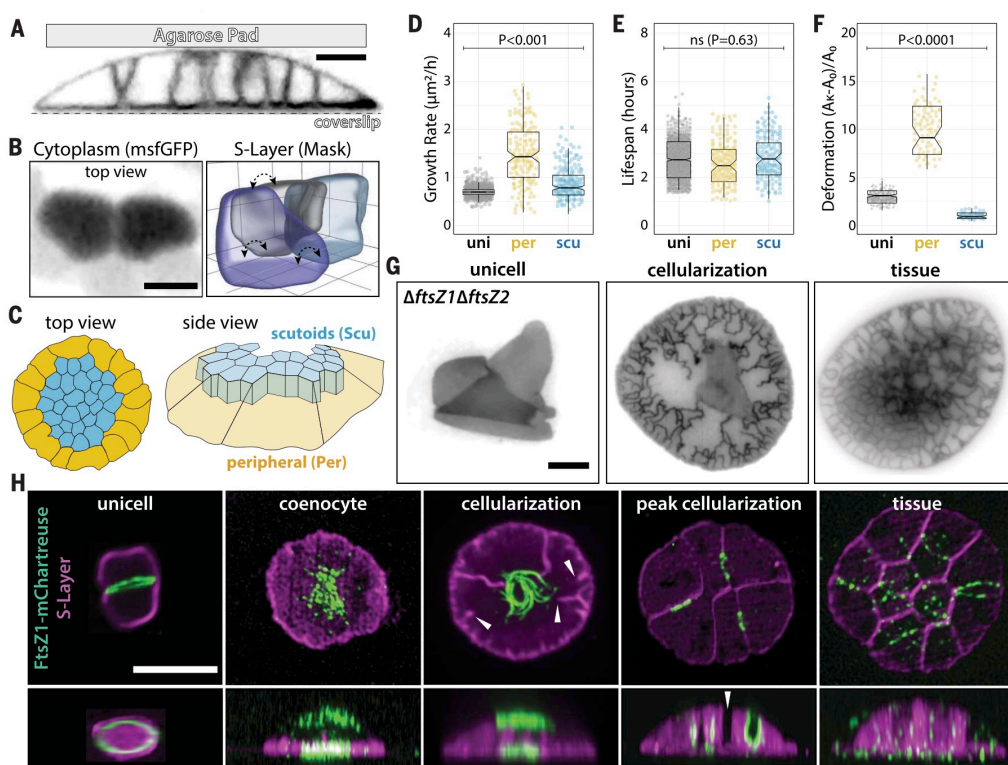 A
Agarose Pad
coverslip
B
Cytoplasm (msfGFP)
top view
S-Layer (Mask)
C
top view
side view
scutoids (Scu)
peripheral (Per)
D
Growth Rate (μm²/h)
4
3
2
1
0
P<0.001
uni
per
scu
E
Lifespan (hours)
8
6
4
2
0
ns (P=0.63)
uni
per
scu
F
Deformation (Aκ-A₀)/A₀
20
15
10
5
0
P<0.0001
uni
per
scu
G
unicell
cellularization
tissue
ΔftsZ1ΔftsZ2
H
FtsZ1-mChartreuse
S-Layer
unicell
coenocyte
cellularization
peak cellularization
tissue